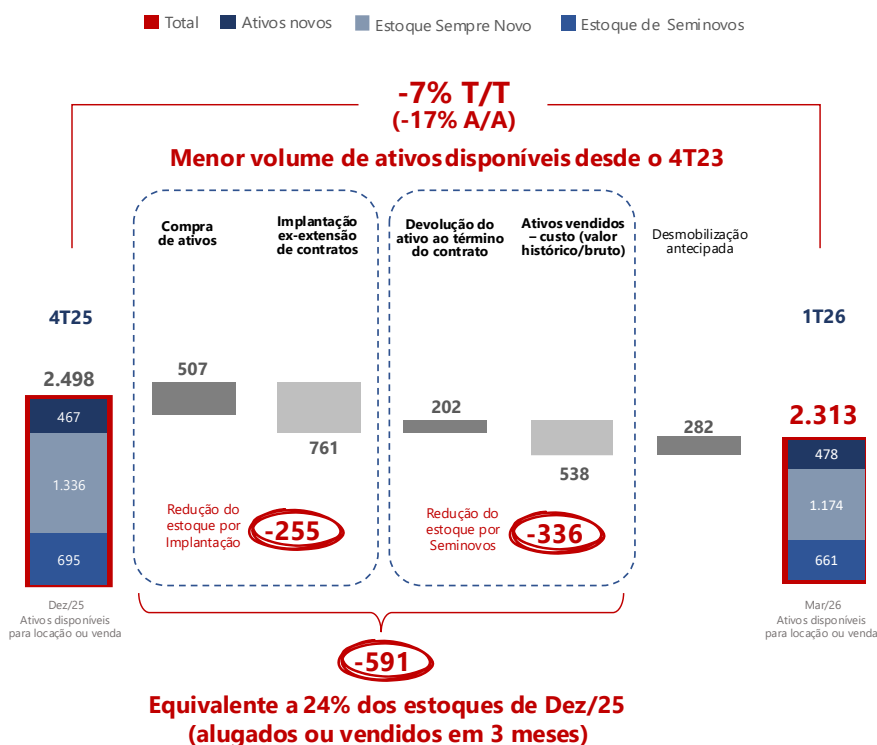 Total
Ativos novos
Estoque Sempre Novo
Estoque de Seminovos
-7% T/T
(-17% A/A)
Menor volume de ativos disponíveis desde o 4T23
Compra
de ativos
Implantação
ex-extensão
de contratos
Devolução do
ativo ao término
do contrato
Ativos vendidos
– custo (valor
histórico/bruto)
Desmobilização
antecipada
4T25
1T26
2.498
467
1.336
695
507
761
202
538
282
2.313
478
1.174
661
Redução do
estoque por
Implantação
-255
Redução do
estoque por
Seminovos
-336
Dez/25
Ativos disponíveis
para locação ou venda
Mar/26
Ativos disponíveis
para locação ou venda
-591
Equivalente a 24% dos estoques de Dez/25
(alugados ou vendidos em 3 meses)